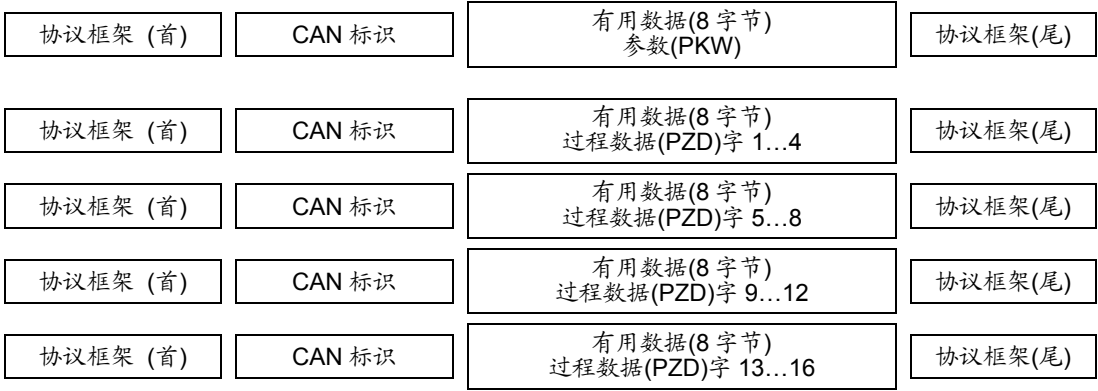 协议框架 (首) CAN 标识 有用数据(8 字节) 协议框架(尾)
参数(PKW)
协议框架 (首) CAN 标识 有用数据(8 字节) 协议框架(尾)
过程数据(PZD)字 1…4
协议框架 (首) CAN 标识 有用数据(8 字节) 协议框架(尾)
过程数据(PZD)字 5…8
协议框架 (首) CAN 标识 有用数据(8 字节) 协议框架(尾)
过程数据(PZD)字 9…12
协议框架 (首) CAN 标识 有用数据(8 字节) 协议框架(尾)
过程数据(PZD)字 13…16